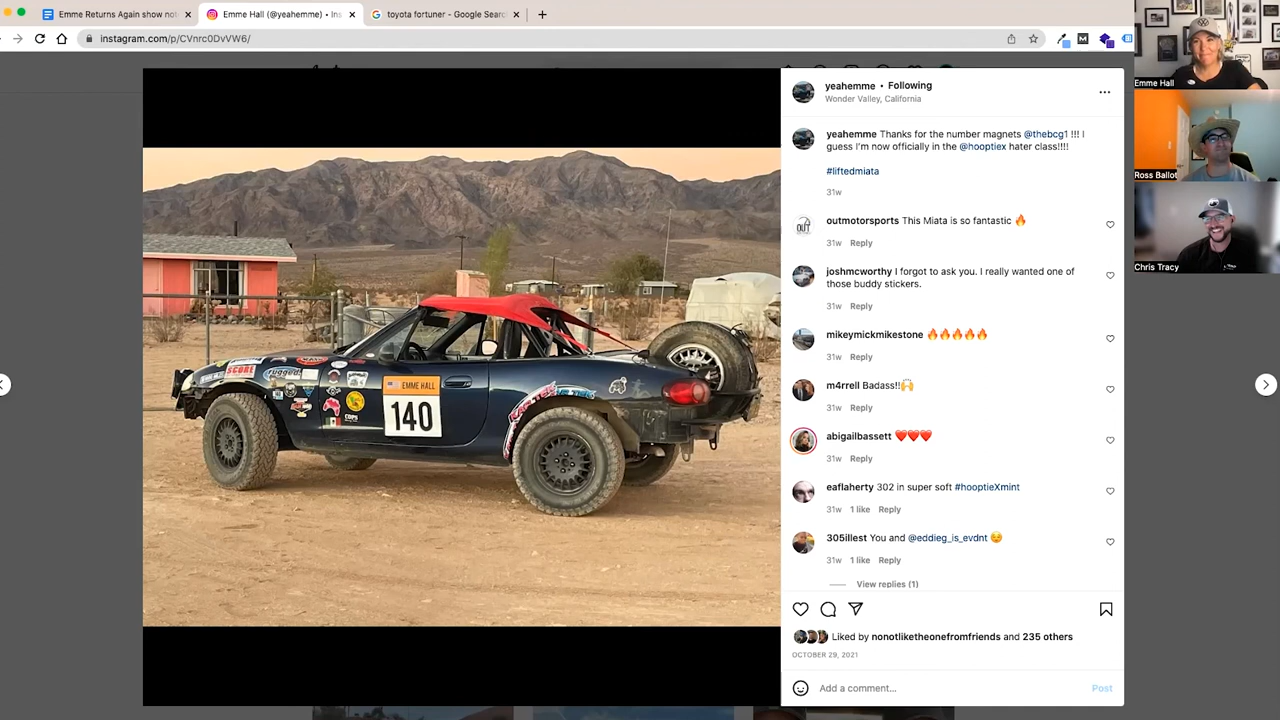 Emme Returns Again show not
Emme Hall (@yeahemme) • Ins
toyota fortuner - Google Searc
instagram.com/p/CVnrc0DvVW6/
Emme Hall
Ross Ballot
Chris Tracy
SCORE
rugged
EMME HALL
140
yeahemme • Following
Wonder Valley, California
yeahemme Thanks for the number magnets @thebcg1 !!! I
guess I'm now officially in the @hooptiex hater class!!!!
#liftedmiata
31w
OUT
outmotorsports This Miata is so fantastic 🔥
31w Reply
joshmcworthy I forgot to ask you. I really wanted one of
those buddy stickers.
31w Reply
mikeymickmikestone 🔥🔥🔥🔥🔥
31w Reply
m4rrell Badass!!🙌
31w Reply
abigailbassett ❤️❤️❤️
31w Reply
eaflaherty 302 in super soft #hooptieXmint
31w 1 like Reply
305illest You and @eddieg_is_evdnt 😏
31w 1 like Reply
View replies (1)
Liked by nonotliketheonefromfriends and 235 others
OCTOBER 29, 2021
Add a comment...
Post